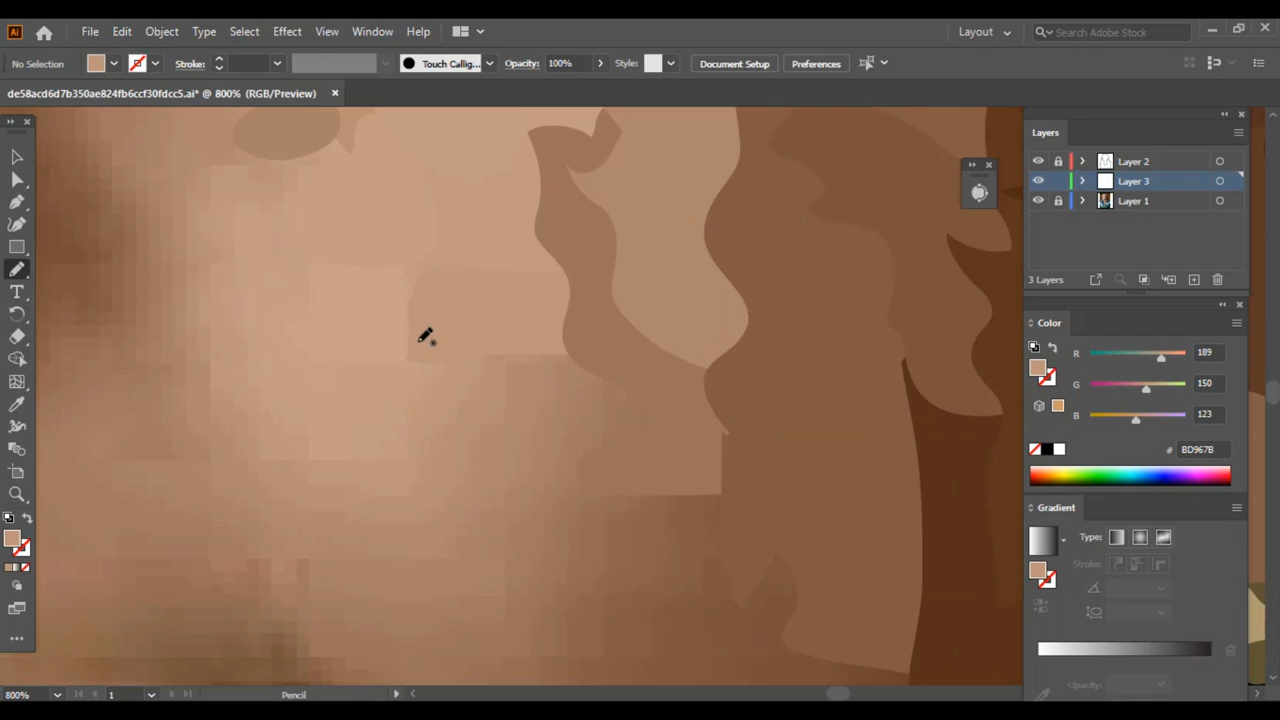 Ai File Edit Object Type Select Effect View Window Help Layout Search Adobe Stock
No Selection Stroke: Touch Callig... Opacity: 100% Style: Document Setup Preferences
de58acd6d7b350ae824fb6ccf30fdcc5.ai* @ 800% (RGB/Preview)
Layers
Layer 2
Layer 3
Layer 1
3 Layers
Color
R 189
G 150
B 123
# BD967B
Gradient
Type:
Stroke:
Opacity:
800% 1 Pencil